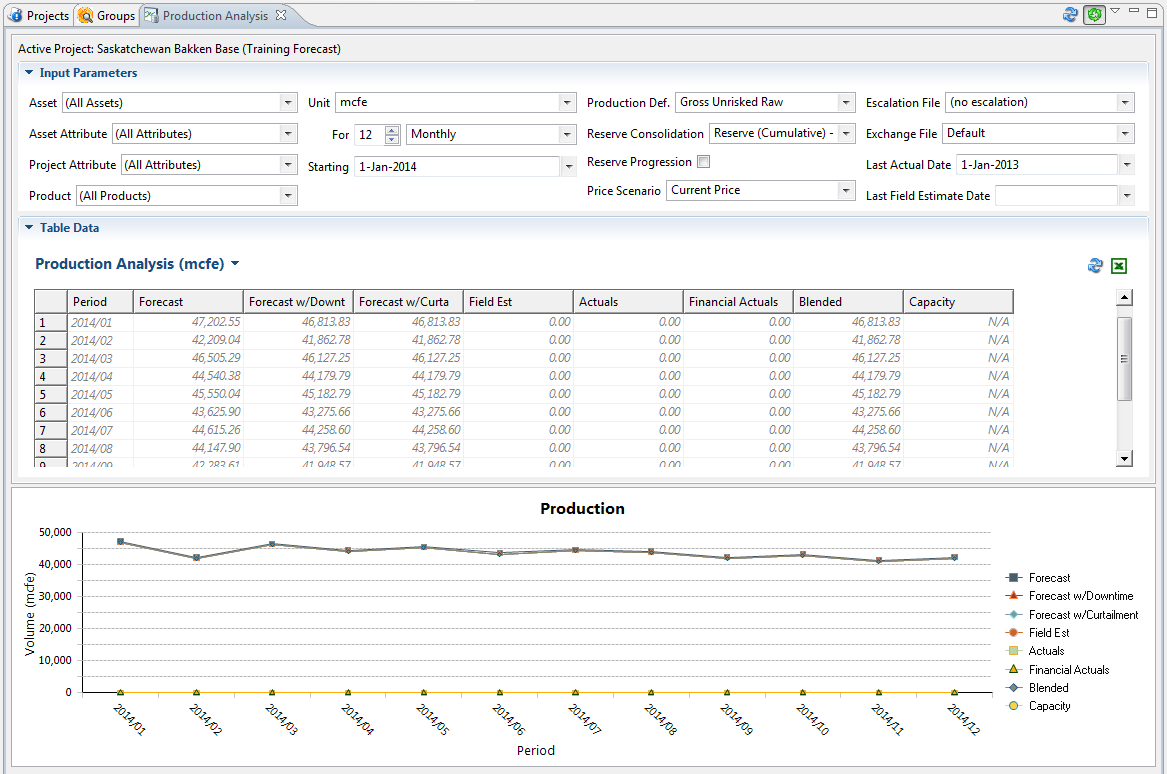 Projects Groups Production Analysis
Active Project: Saskatchewan Bakken Base (Training Forecast)
Input Parameters
Asset (All Assets) Unit mcfe Production Def. Gross Unrisked Raw Escalation File (no escalation)
Asset Attribute (All Attributes) For 12 Monthly Reserve Consolidation Reserve (Cumulative) - Exchange File Default
Project Attribute (All Attributes) Starting 1-Jan-2014 Reserve Progression Last Actual Date 1-Jan-2013
Product (All Products) Price Scenario Current Price Last Field Estimate Date
Table Data
Production Analysis (mcfe)
Period Forecast Forecast w/Downt Forecast w/Curta Field Est Actuals Financial Actuals Blended Capacity
1 2014/01 47,202.55 46,813.83 46,813.83 0.00 0.00 0.00 46,813.83 N/A
2 2014/02 42,209.04 41,862.78 41,862.78 0.00 0.00 0.00 41,862.78 N/A
3 2014/03 46,505.29 46,127.25 46,127.25 0.00 0.00 0.00 46,127.25 N/A
4 2014/04 44,540.38 44,179.79 44,179.79 0.00 0.00 0.00 44,179.79 N/A
5 2014/05 45,550.04 45,182.79 45,182.79 0.00 0.00 0.00 45,182.79 N/A
6 2014/06 43,625.90 43,275.66 43,275.66 0.00 0.00 0.00 43,275.66 N/A
7 2014/07 44,615.26 44,258.60 44,258.60 0.00 0.00 0.00 44,258.60 N/A
8 2014/08 44,147.90 43,796.54 43,796.54 0.00 0.00 0.00 43,796.54 N/A
9 2014/09 42,283.61 41,948.57 41,948.57 0.00 0.00 0.00 41,948.57 N/A
Production
50,000
40,000
30,000
20,000
10,000
0
Volume (mcfe)
2014/01 2014/02 2014/03 2014/04 2014/05 2014/06 2014/07 2014/08 2014/09 2014/10 2014/11 2014/12
Period
Forecast
Forecast w/Downtime
Forecast w/Curtailment
Field Est
Actuals
Financial Actuals
Blended
Capacity